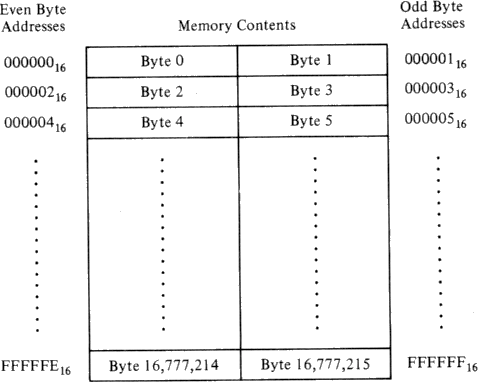 Even Byte Addresses
Memory Contents
Odd Byte Addresses
000000₁₆ Byte 0 Byte 1 000001₁₆
000002₁₆ Byte 2 Byte 3 000003₁₆
000004₁₆ Byte 4 Byte 5 000005₁₆
FFFFFE₁₆ Byte 16,777,214 Byte 16,777,215 FFFFFF₁₆